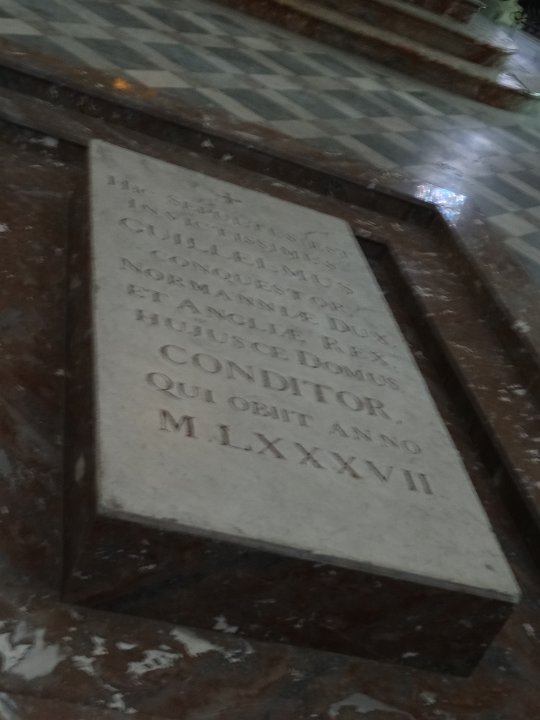 HIC SEPULTUS EST
INVICTISSIMUS
GUILLELMUS
CONQUESTOR,
NORMANNIÆ DUX,
ET ANGLIÆ REX,
HUJUSCE DOMUS,
CONDITOR,
QUI OBIIT ANNO
M.LXXXVII